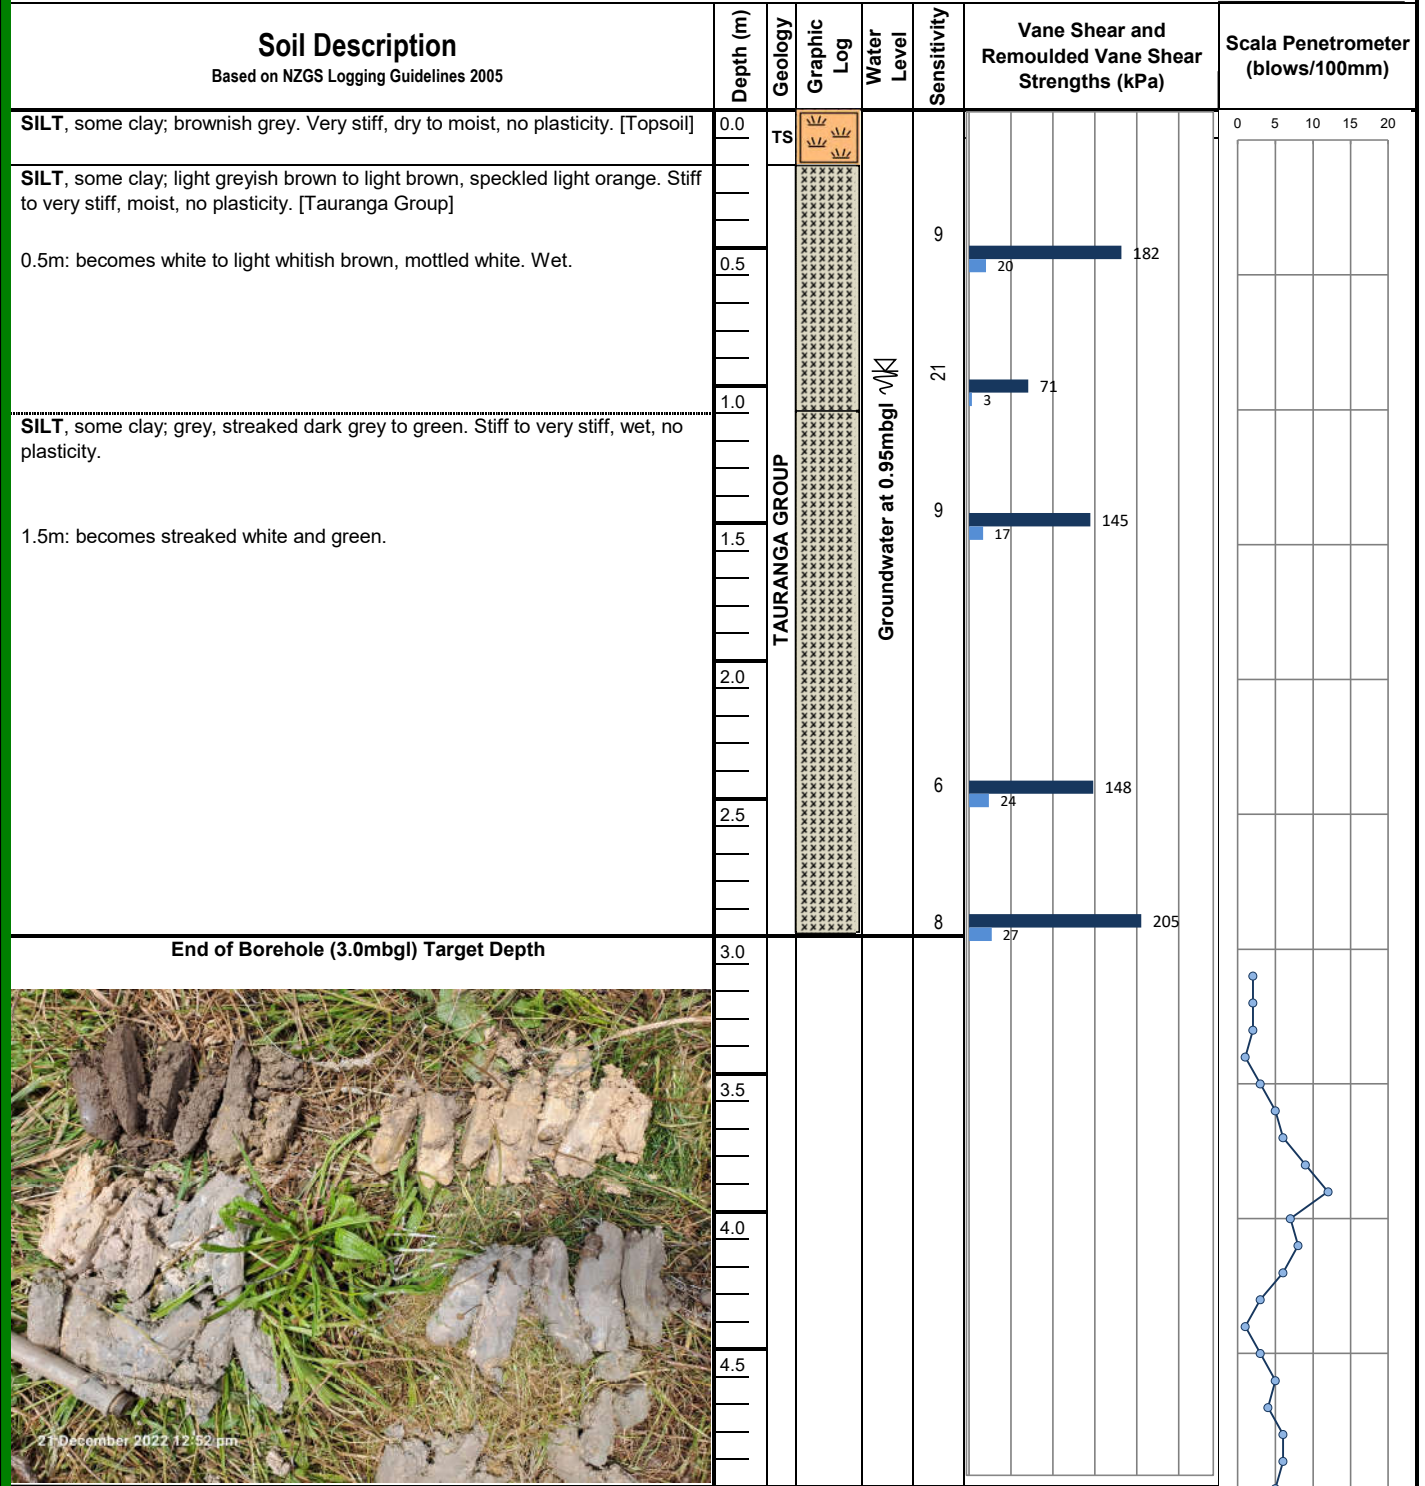 Soil Description
Based on NZGS Logging Guidelines 2005
Depth (m)
Geology
Graphic
Log
Water
Level
Sensitivity
Vane Shear and
Remoulded Vane Shear
Strengths (kPa)
Scala Penetrometer
(blows/100mm)
0 5 10 15 20
SILT, some clay; brownish grey. Very stiff, dry to moist, no plasticity. [Topsoil]
0.0
TS
SILT, some clay; light greyish brown to light brown, speckled light orange. Stiff
to very stiff, moist, no plasticity. [Tauranga Group]
9
182
20
0.5m: becomes white to light whitish brown, mottled white. Wet.
0.5
21
71
3
1.0
SILT, some clay; grey, streaked dark grey to green. Stiff to very stiff, wet, no
plasticity.
TAURANGA GROUP
Groundwater at 0.95mbgl
9
145
17
1.5m: becomes streaked white and green.
1.5
2.0
6
148
24
2.5
8
205
27
End of Borehole (3.0mbgl) Target Depth
3.0
3.5
4.0
4.5
21 December 2022 12:52 pm